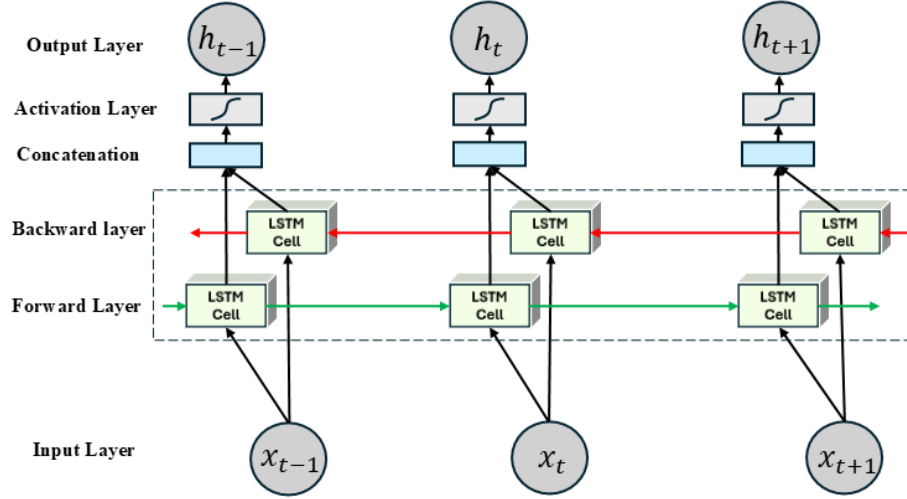 Output Layer h_{t-1} h_t h_{t+1}
Activation Layer
Concatenation
Backward layer LSTM Cell LSTM Cell LSTM Cell
Forward Layer LSTM Cell LSTM Cell LSTM Cell
Input Layer x_{t-1} x_t x_{t+1}